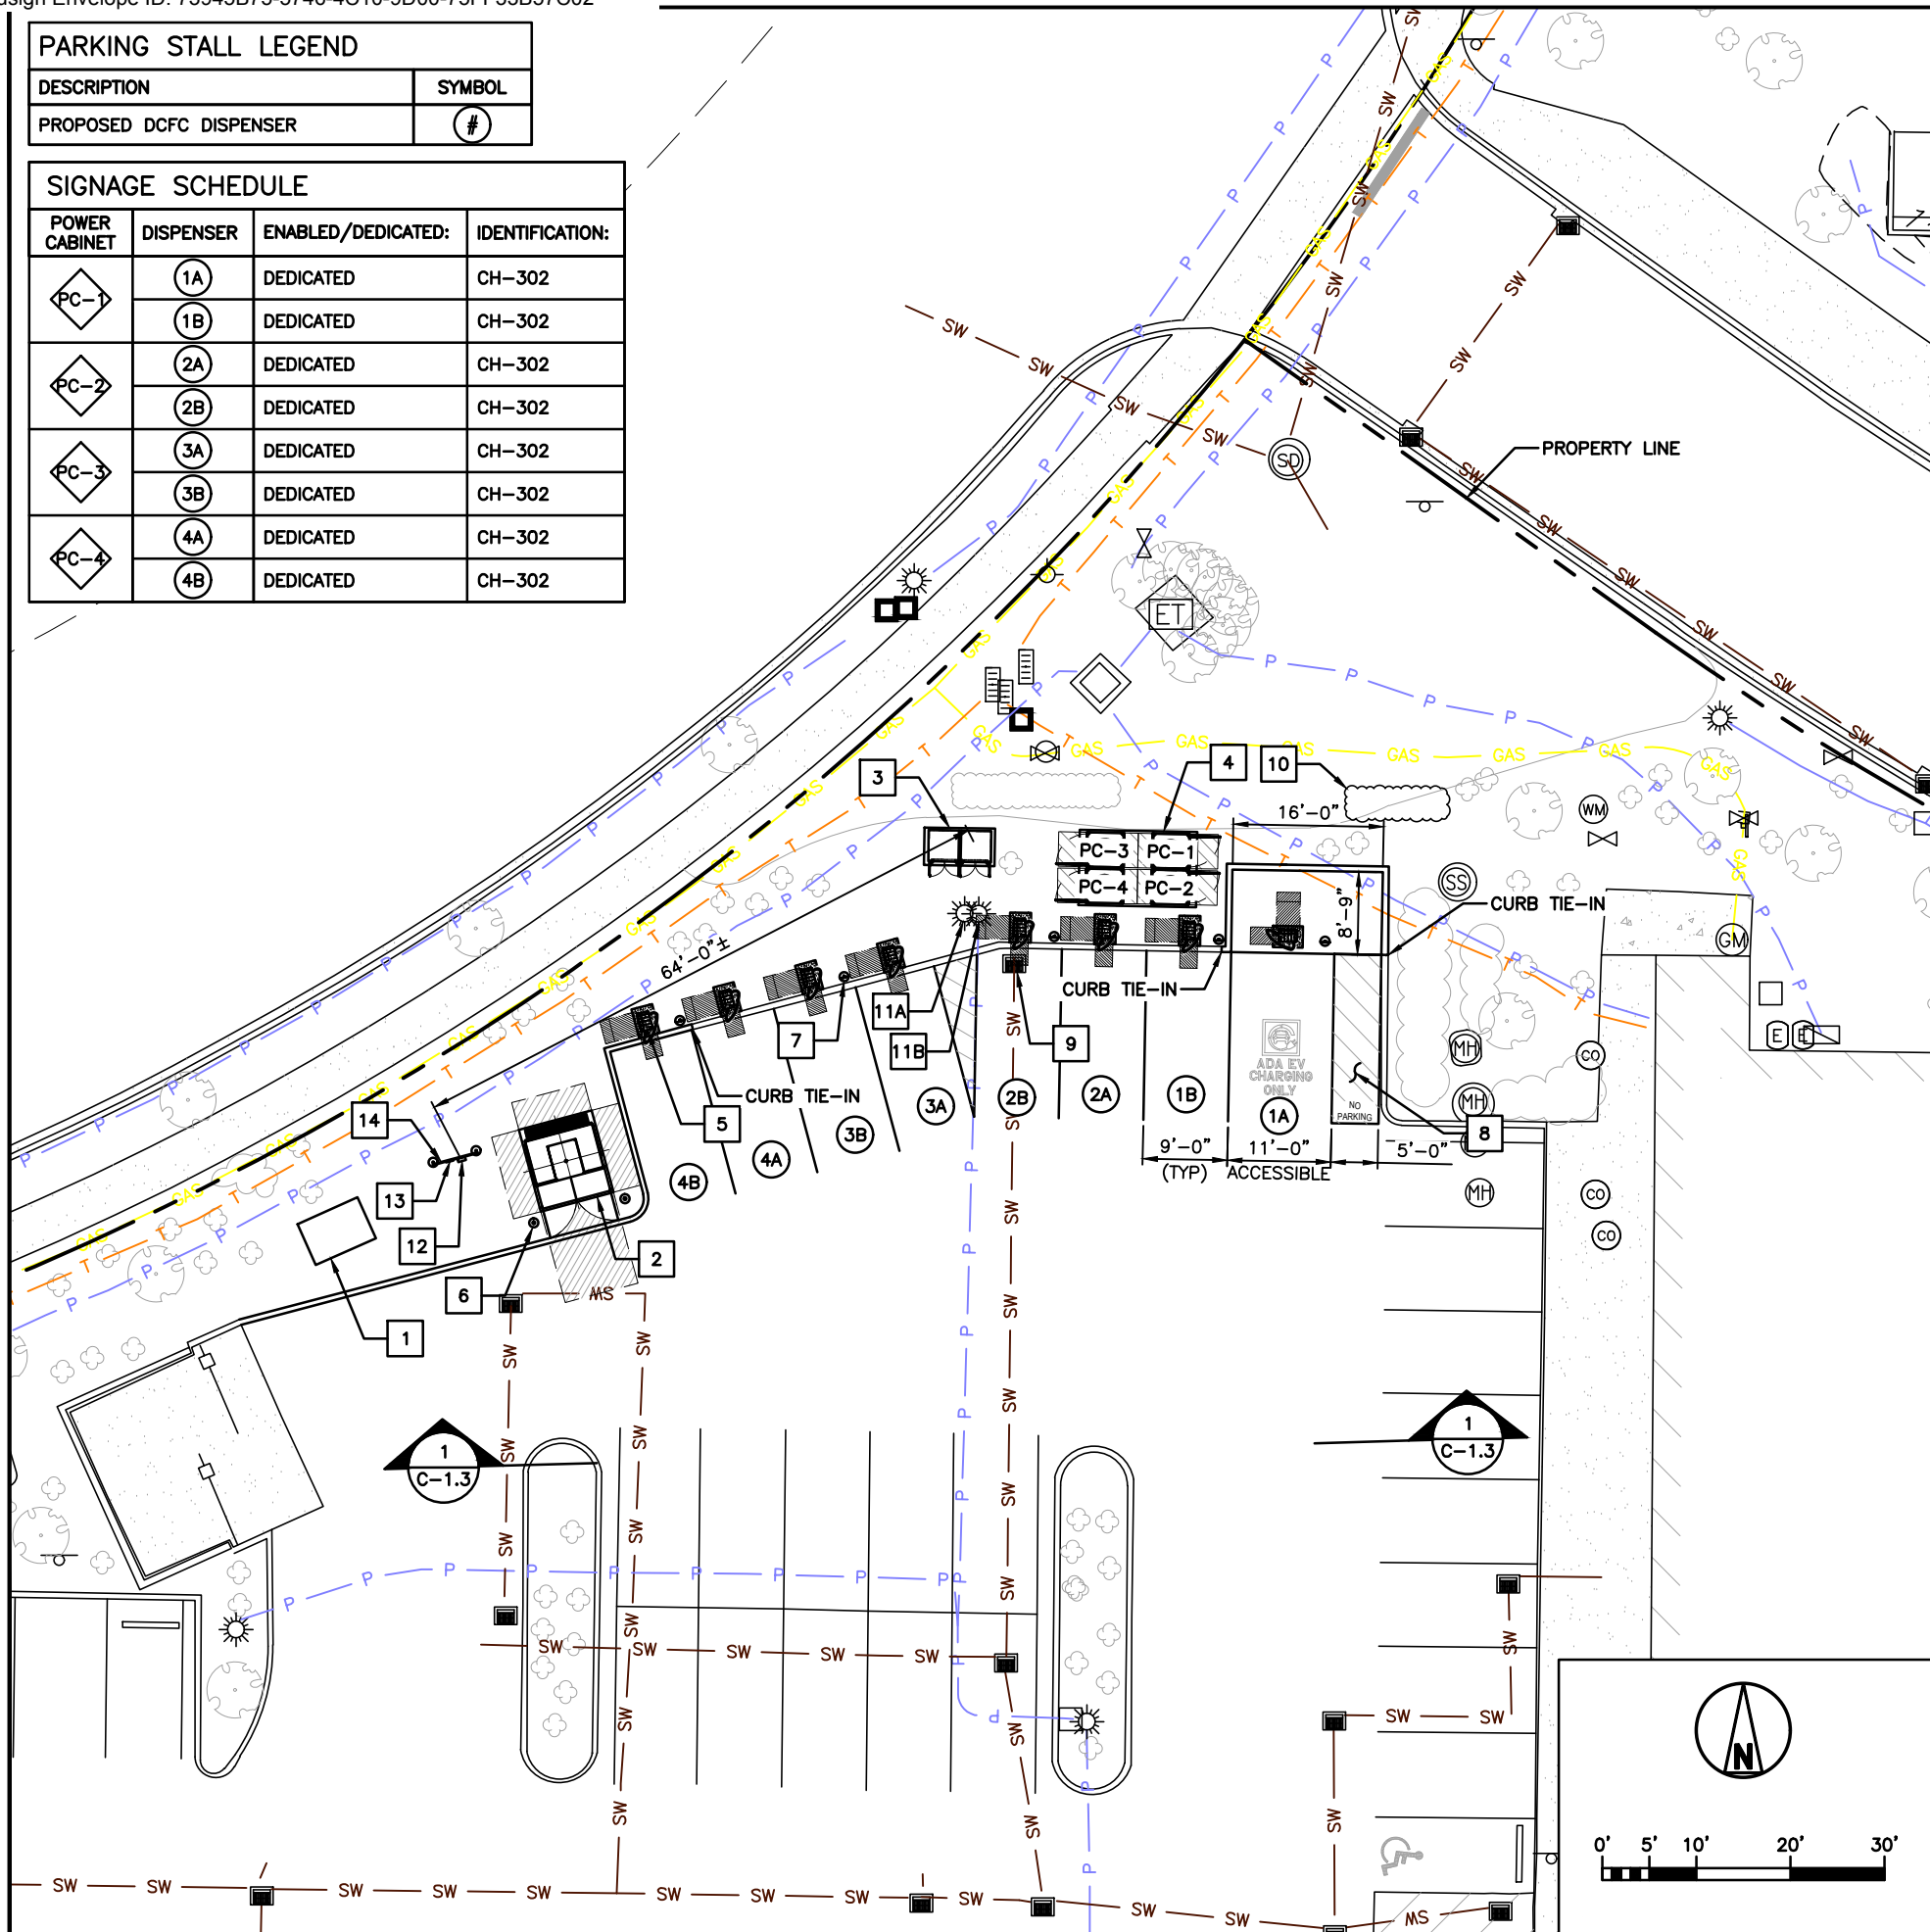 PARKING STALL LEGEND
DESCRIPTION SYMBOL
PROPOSED DCFC DISPENSER #
SIGNAGE SCHEDULE
POWER CABINET DISPENSER ENABLED/DEDICATED: IDENTIFICATION:
PC-1 1A DEDICATED CH-302
1B DEDICATED CH-302
PC-2 2A DEDICATED CH-302
2B DEDICATED CH-302
PC-3 3A DEDICATED CH-302
3B DEDICATED CH-302
PC-4 4A DEDICATED CH-302
4B DEDICATED CH-302
PROPERTY LINE
SD
ET
3
4
10
16'-0"
WM
PC-3 PC-1
PC-4 PC-2
8'-9"
SS
CURB TIE-IN
GM
64'-0"±
CURB TIE-IN
11A
7
11B
9
E E
MH
CO
ADA EV
CHARGING
ONLY
NO
PARKING
CURB TIE-IN
5
14
4B
4A
3B
3A
2B
2A
1B
1A
MH
8
9'-0"
(TYP)
11'-0"
ACCESSIBLE
5'-0"
MH
CO
CO
13
12
2
6
1
1
C-1.3
1
C-1.3
GAS
SW
P
T
N
0' 5' 10' 20' 30'